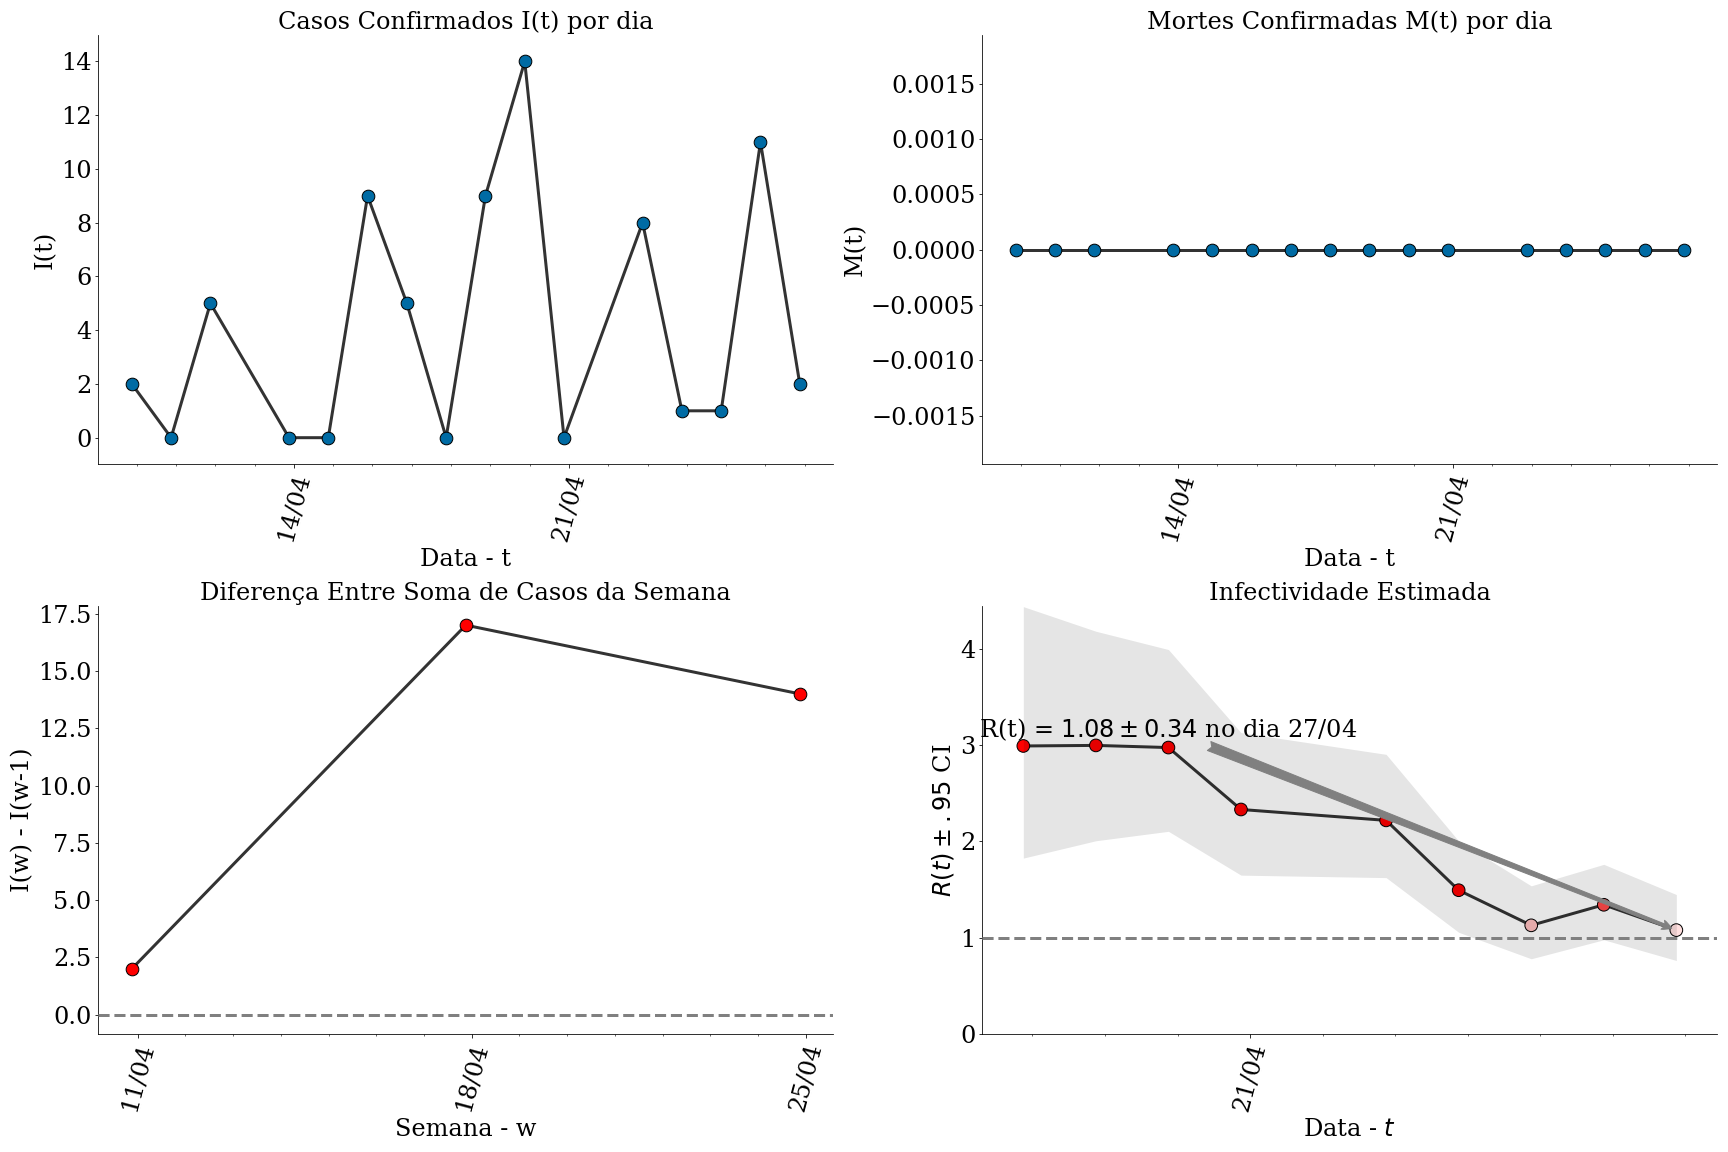 Casos Confirmados I(t) por dia
I(t)
14
12
10
8
6
4
2
0
14/04
21/04
Data - t
Mortes Confirmadas M(t) por dia
M(t)
0.0015
0.0010
0.0005
0.0000
−0.0005
−0.0010
−0.0015
14/04
21/04
Data - t
Diferença Entre Soma de Casos da Semana
I(w) - I(w-1)
17.5
15.0
12.5
10.0
7.5
5.0
2.5
0.0
11/04
18/04
25/04
Semana - w
Infectividade Estimada
R(t) ± .95 CI
4
3
2
1
0
R(t) = 1.08 ± 0.34 no dia 27/04
21/04
Data - t